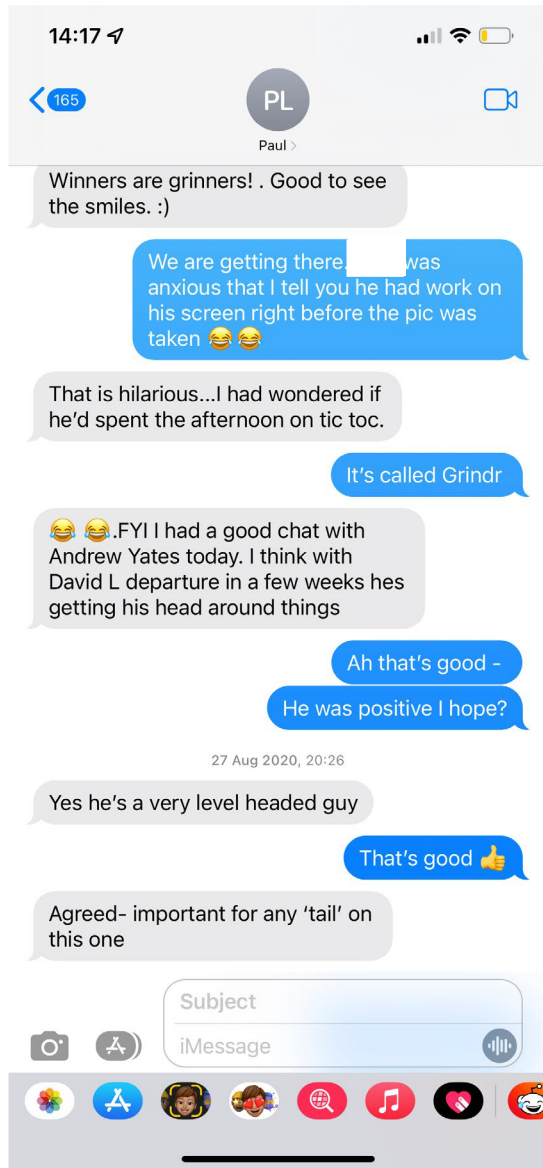 14:17
165
PL
Paul
Winners are grinners! . Good to see
the smiles. :)
We are getting there. was
anxious that I tell you he had work on
his screen right before the pic was
taken 😂 😂
That is hilarious...I had wondered if
he'd spent the afternoon on tic toc.
It's called Grindr
😂 😂.FYI I had a good chat with
Andrew Yates today. I think with
David L departure in a few weeks hes
getting his head around things
Ah that's good -
He was positive I hope?
27 Aug 2020, 20:26
Yes he's a very level headed guy
That's good 👍
Agreed- important for any 'tail' on
this one
Subject
iMessage